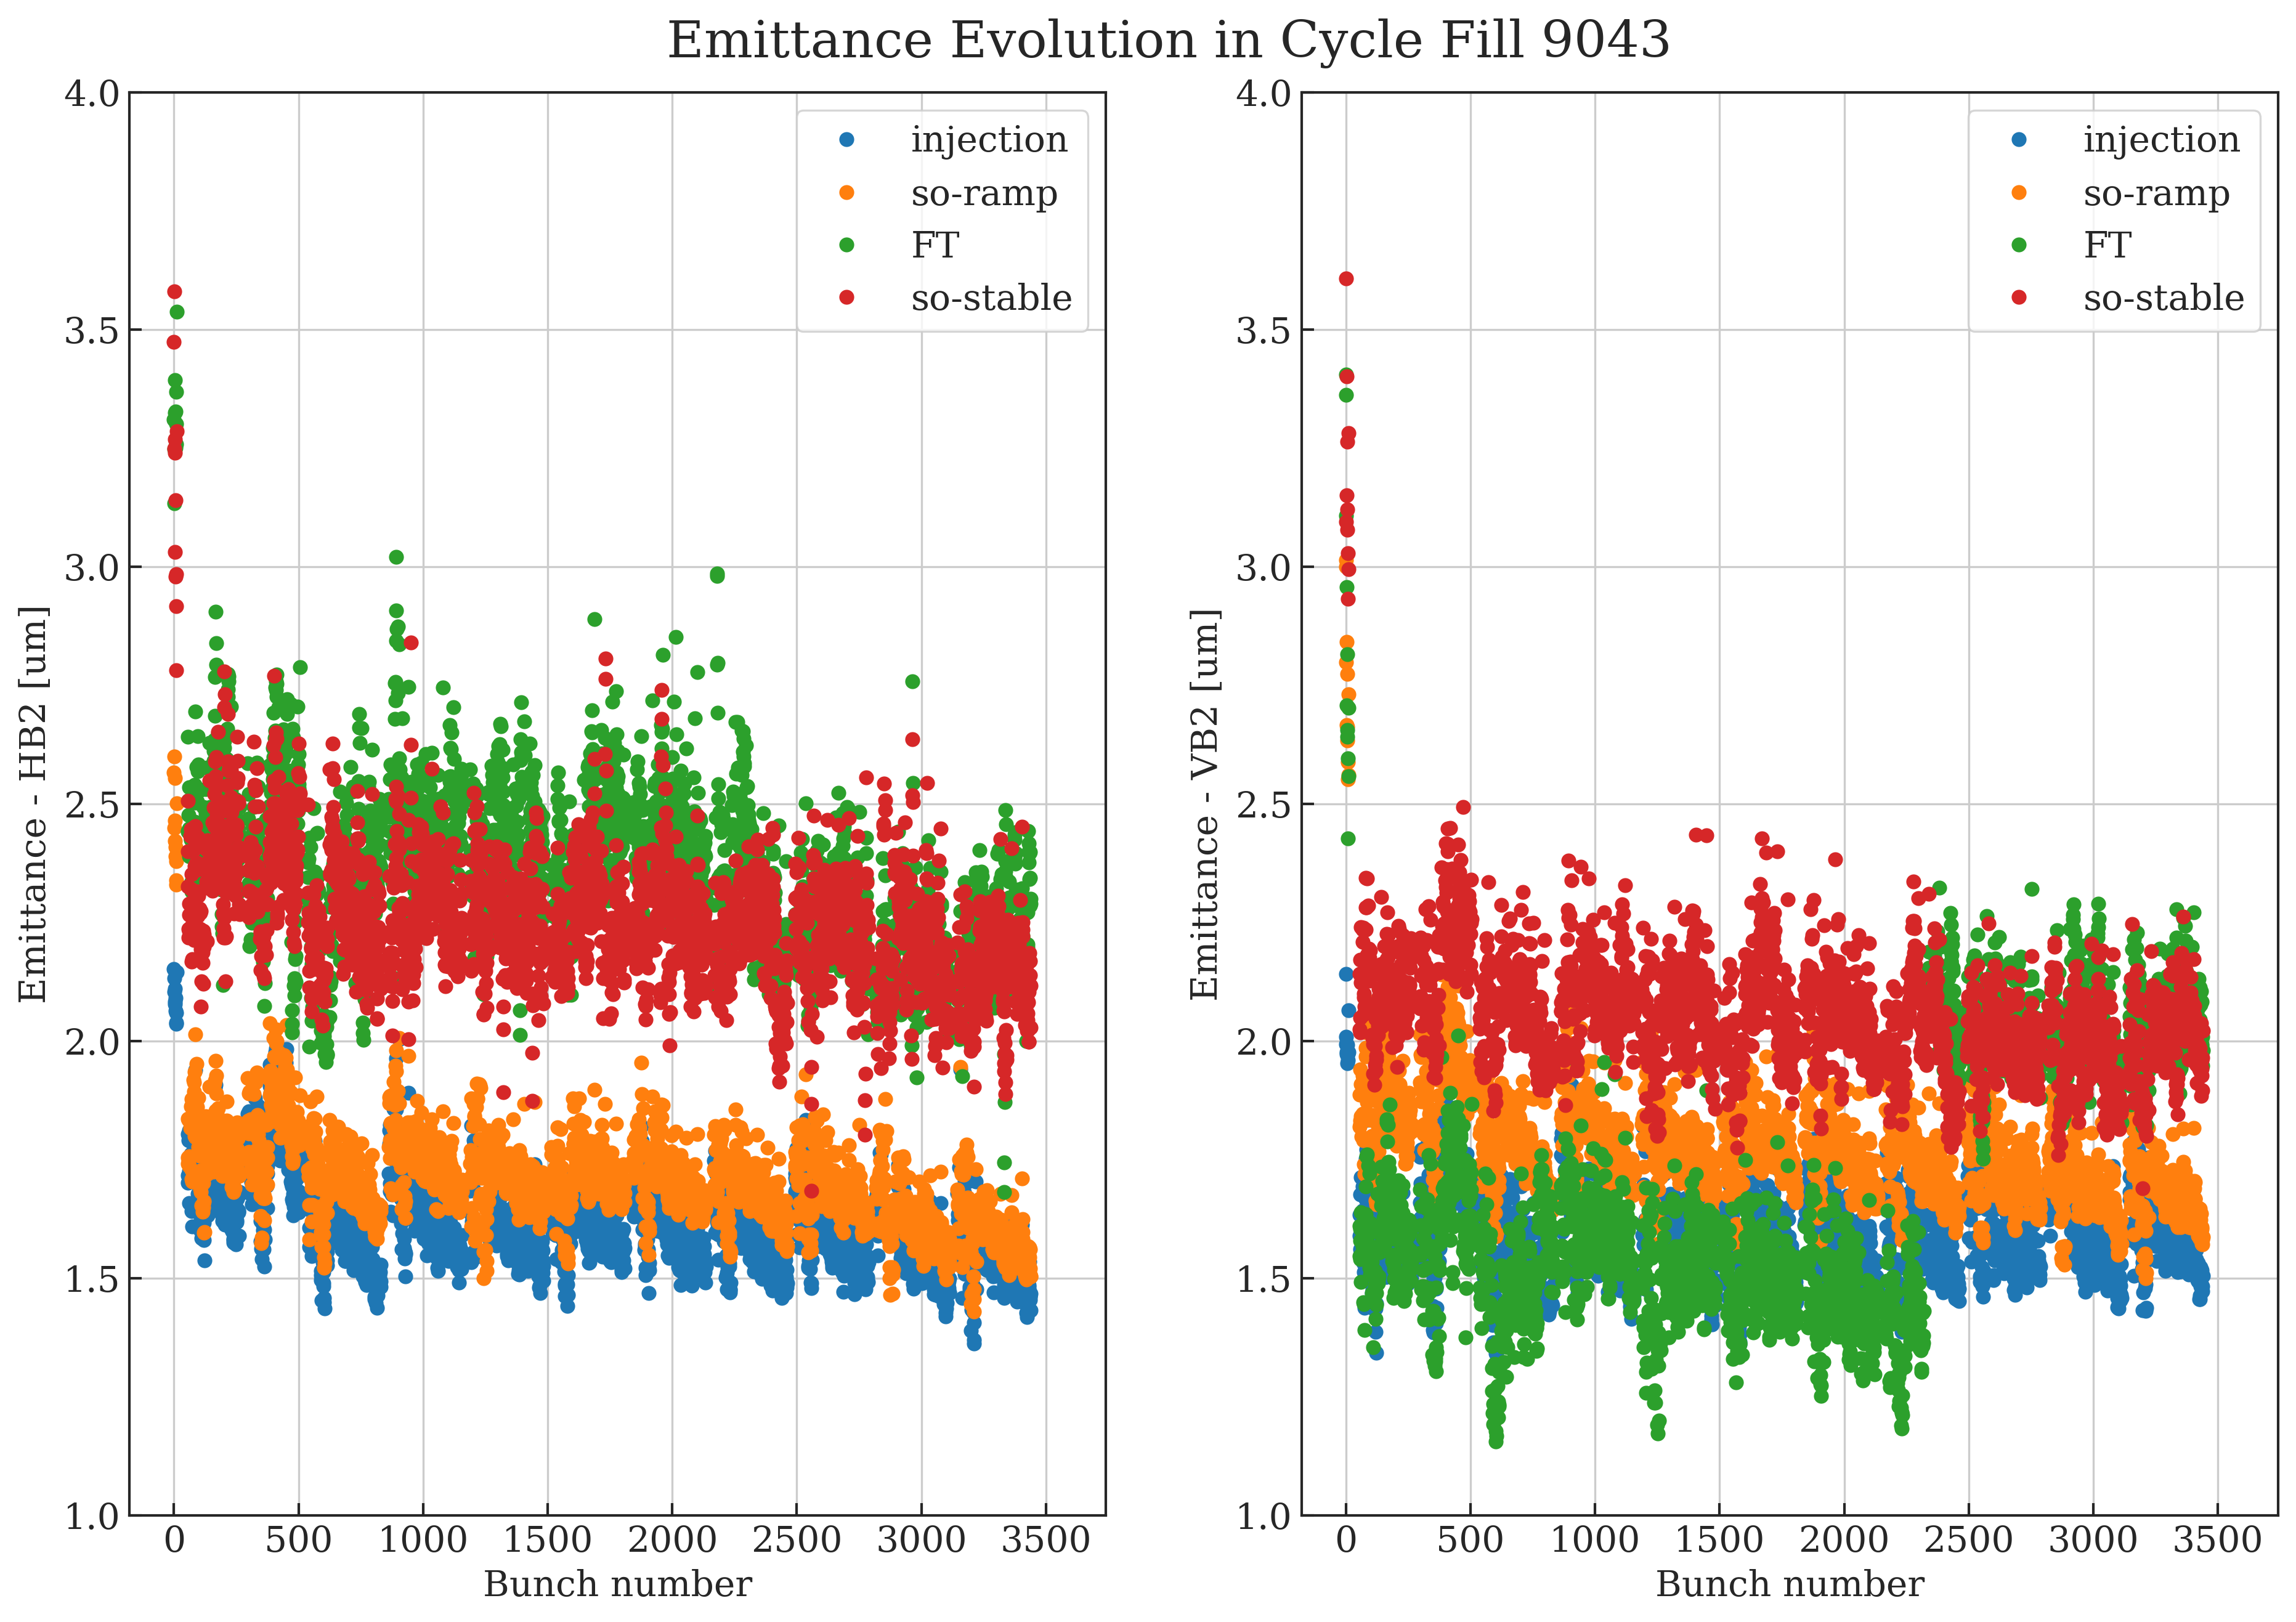 Emittance Evolution in Cycle Fill 9043
4.0
3.5
3.0
2.5
2.0
1.5
1.0
Emittance - HB2 [um]
injection
so-ramp
FT
so-stable
0 500 1000 1500 2000 2500 3000 3500
Bunch number
4.0
3.5
3.0
2.5
2.0
1.5
1.0
Emittance - VB2 [um]
injection
so-ramp
FT
so-stable
0 500 1000 1500 2000 2500 3000 3500
Bunch number